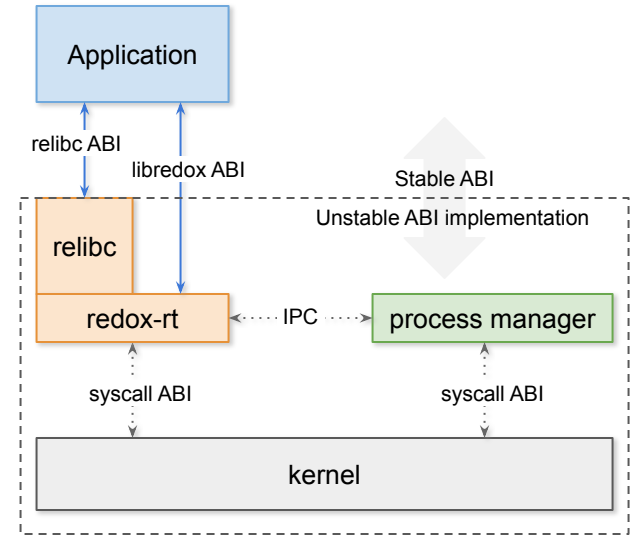 Application
relibc ABI
libredox ABI
Stable ABI
Unstable ABI implementation
relibc
redox-rt
IPC
process manager
syscall ABI
syscall ABI
kernel